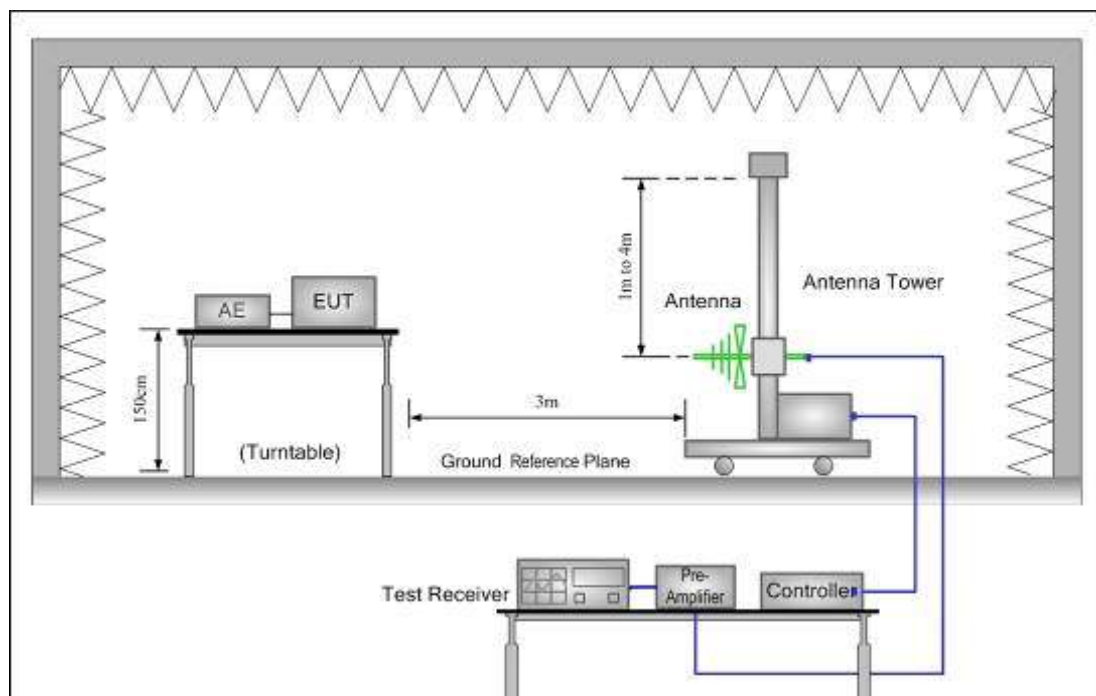 1m to 4m
Antenna
Antenna Tower
AE
EUT
150cm
3m
(Turntable)
Ground Reference Plane
Test Receiver
Pre-
Amplifier
Controller